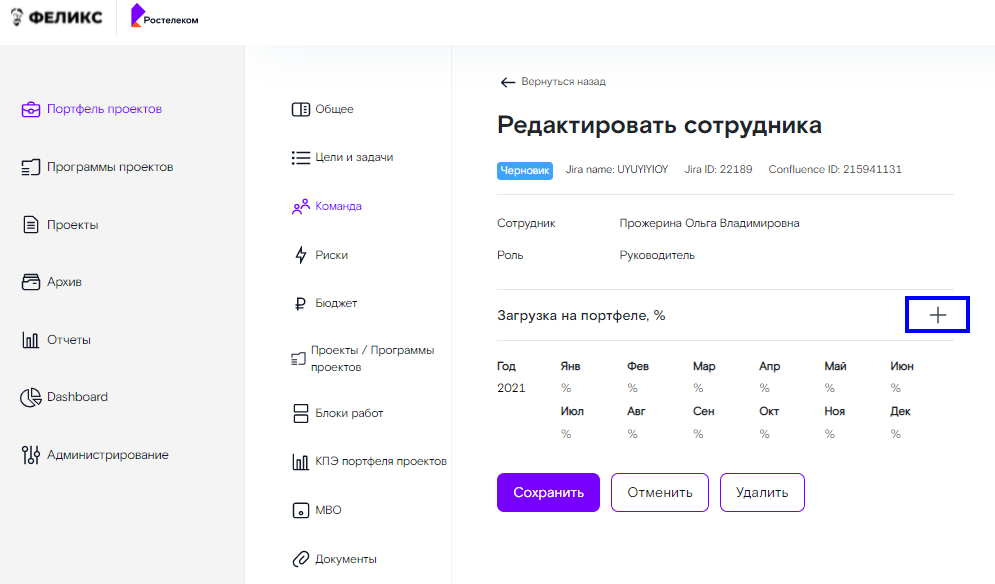 ФЕЛИКС
Ростелеком
Портфель проектов
Программы проектов
Проекты
Архив
Отчеты
Dashboard
Администрирование
Общее
Цели и задачи
Команда
Риски
Бюджет
Проекты / Программы
проектов
Блоки работ
КПЭ портфеля проектов
МВО
Документы
Вернуться назад
Редактировать сотрудника
Черновик Jira name: UYUYIYIOY Jira ID: 22189 Confluence ID: 215941131
Сотрудник Прожерина Ольга Владимировна
Роль Руководитель
Загрузка на портфеле, %
Год Янв Фев Мар Апр Май Июн
2021 % % % % % %
Июл Авг Сен Окт Ноя Дек
% % % % % %
Сохранить Отменить Удалить